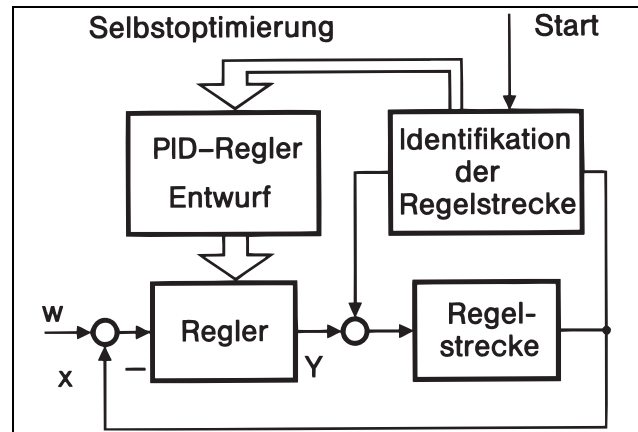 Selbstoptimierung
Start
PID–Regler
Entwurf
Identifikation
der
Regelstrecke
w
Regler
Regel-
strecke
x
–
Y